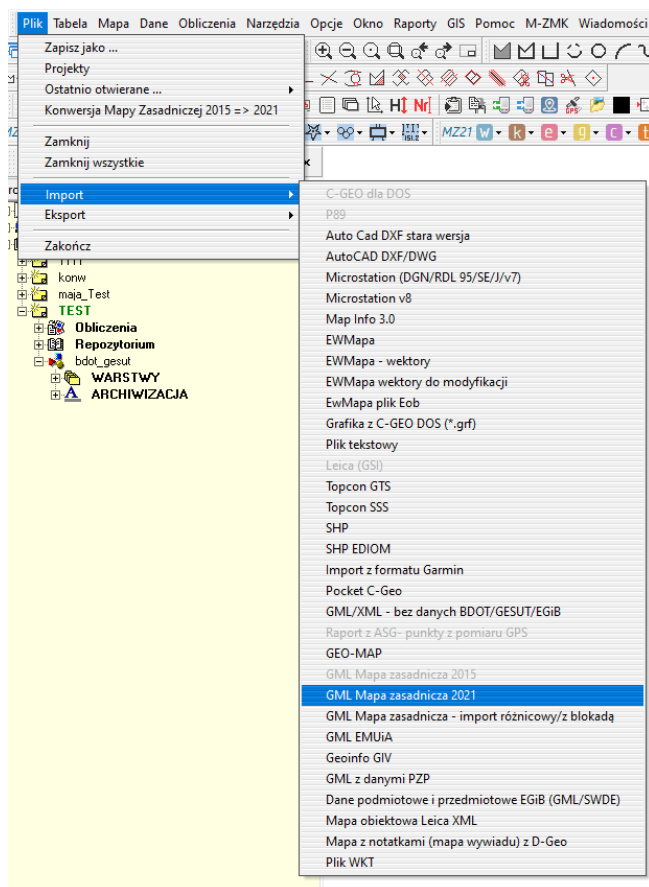 Plik Tabela Mapa Dane Obliczenia Narzędzia Opcje Okno Raporty GIS Pomoc M-ZMK Wiadomości
Zapisz jako ...
Projekty
Ostatnio otwierane ...
Konwersja Mapy Zasadniczej 2015 => 2021
Zamknij
Zamknij wszystkie
Import
Eksport
Zakończ
MZ21 w k e g c t
konw
maja_Test
TEST
Obliczenia
Repozytorium
bdot_gesut
WARSTWY
ARCHIWIZACJA
C-GEO dla DOS
P89
Auto Cad DXF stara wersja
AutoCAD DXF/DWG
Microstation (DGN/RDL 95/SE/J/v7)
Microstation v8
Map Info 3.0
EWMapa
EWMapa - wektory
EWMapa wektory do modyfikacji
EwMapa plik Eob
Grafika z C-GEO DOS (*.grf)
Plik tekstowy
Leica (GSI)
Topcon GTS
Topcon SSS
SHP
SHP EDIOM
Import z formatu Garmin
Pocket C-Geo
GML/XML - bez danych BDOT/GESUT/EGiB
Raport z ASG- punkty z pomiaru GPS
GEO-MAP
GML Mapa zasadnicza 2015
GML Mapa zasadnicza 2021
GML Mapa zasadnicza - import różnicowy/z blokadą
GML EMUiA
Geoinfo GIV
GML z danymi PZP
Dane podmiotowe i przedmiotowe EGiB (GML/SWDE)
Mapa obiektowa Leica XML
Mapa z notatkami (mapa wywiadu) z D-Geo
Plik WKT